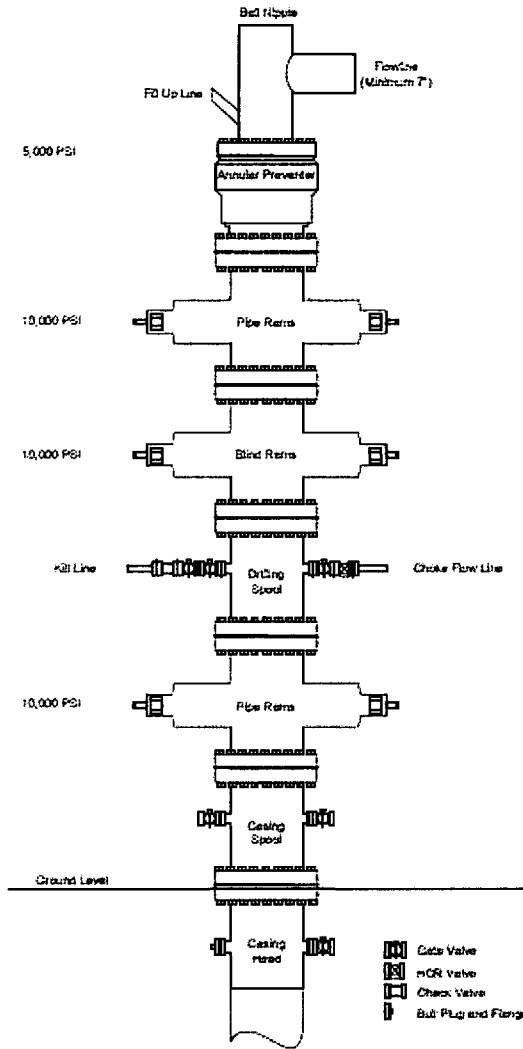 Bell Nipple
Flowline
(Minimum 7")
Fill Up Line
5,000 PSI
Annular Preventer
10,000 PSI
Pipe Rams
10,000 PSI
Blind Rams
Kill Line
Drilling
Spool
Choke Flow Line
10,000 PSI
Pipe Rams
Casing
Spool
Ground Level
Casing
Head
Gate Valve
HCR Valve
Check Valve
Bull Plug and Flange